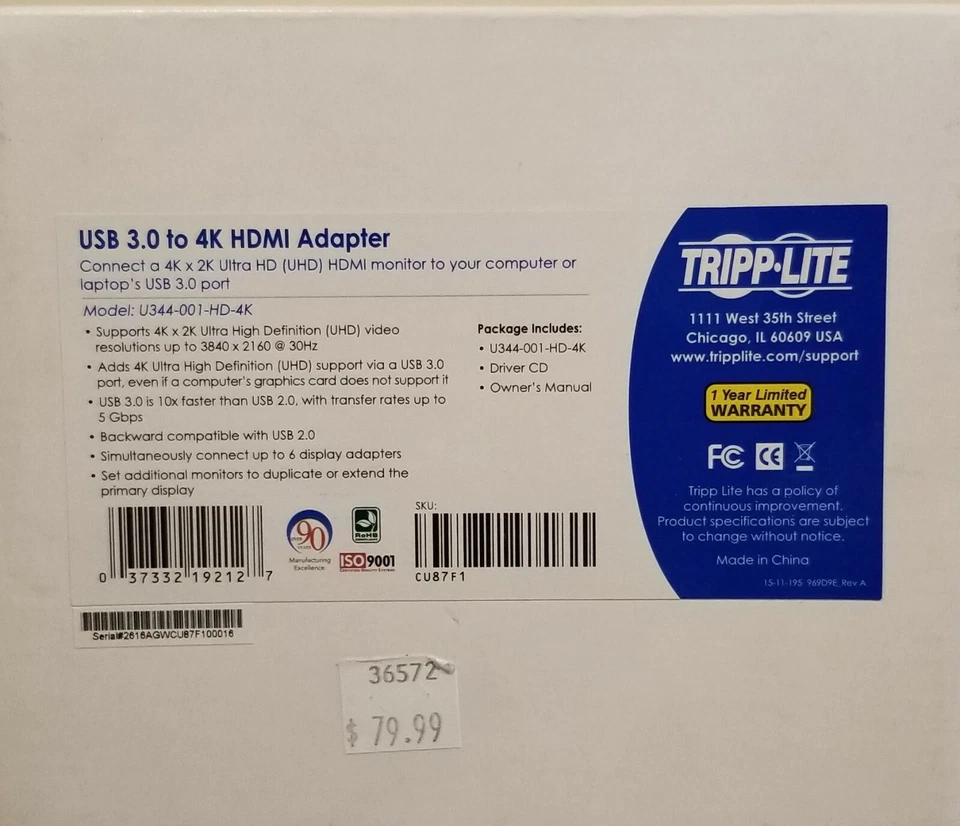 USB 3.0 to 4K HDMI Adapter
Connect a 4K x 2K Ultra HD (UHD) HDMI monitor to your computer or
laptop's USB 3.0 port
Model: U344-001-HD-4K
• Supports 4K x 2K Ultra High Definition (UHD) video
resolutions up to 3840 x 2160 @ 30Hz
• Adds 4K Ultra High Definition (UHD) support via a USB 3.0
port, even if a computer's graphics card does not support it
• USB 3.0 is 10x faster than USB 2.0, with transfer rates up to
5 Gbps
• Backward compatible with USB 2.0
• Simultaneously connect up to 6 display adapters
• Set additional monitors to duplicate or extend the
primary display
Package Includes:
• U344-001-HD-4K
• Driver CD
• Owner's Manual
0 37332 19212 7
90
Manufacturing
Excellence
RoHS
ISO9001
SKU:
CU87F1
TRIPP·LITE
1111 West 35th Street
Chicago, IL 60609 USA
www.tripplite.com/support
1 Year Limited
WARRANTY
FC CE
Tripp Lite has a policy of
continuous improvement.
Product specifications are subject
to change without notice.
Made in China
15-11-195 969D9E Rev A
Serial#2616AGWCU87F100016
36572
$ 79.99